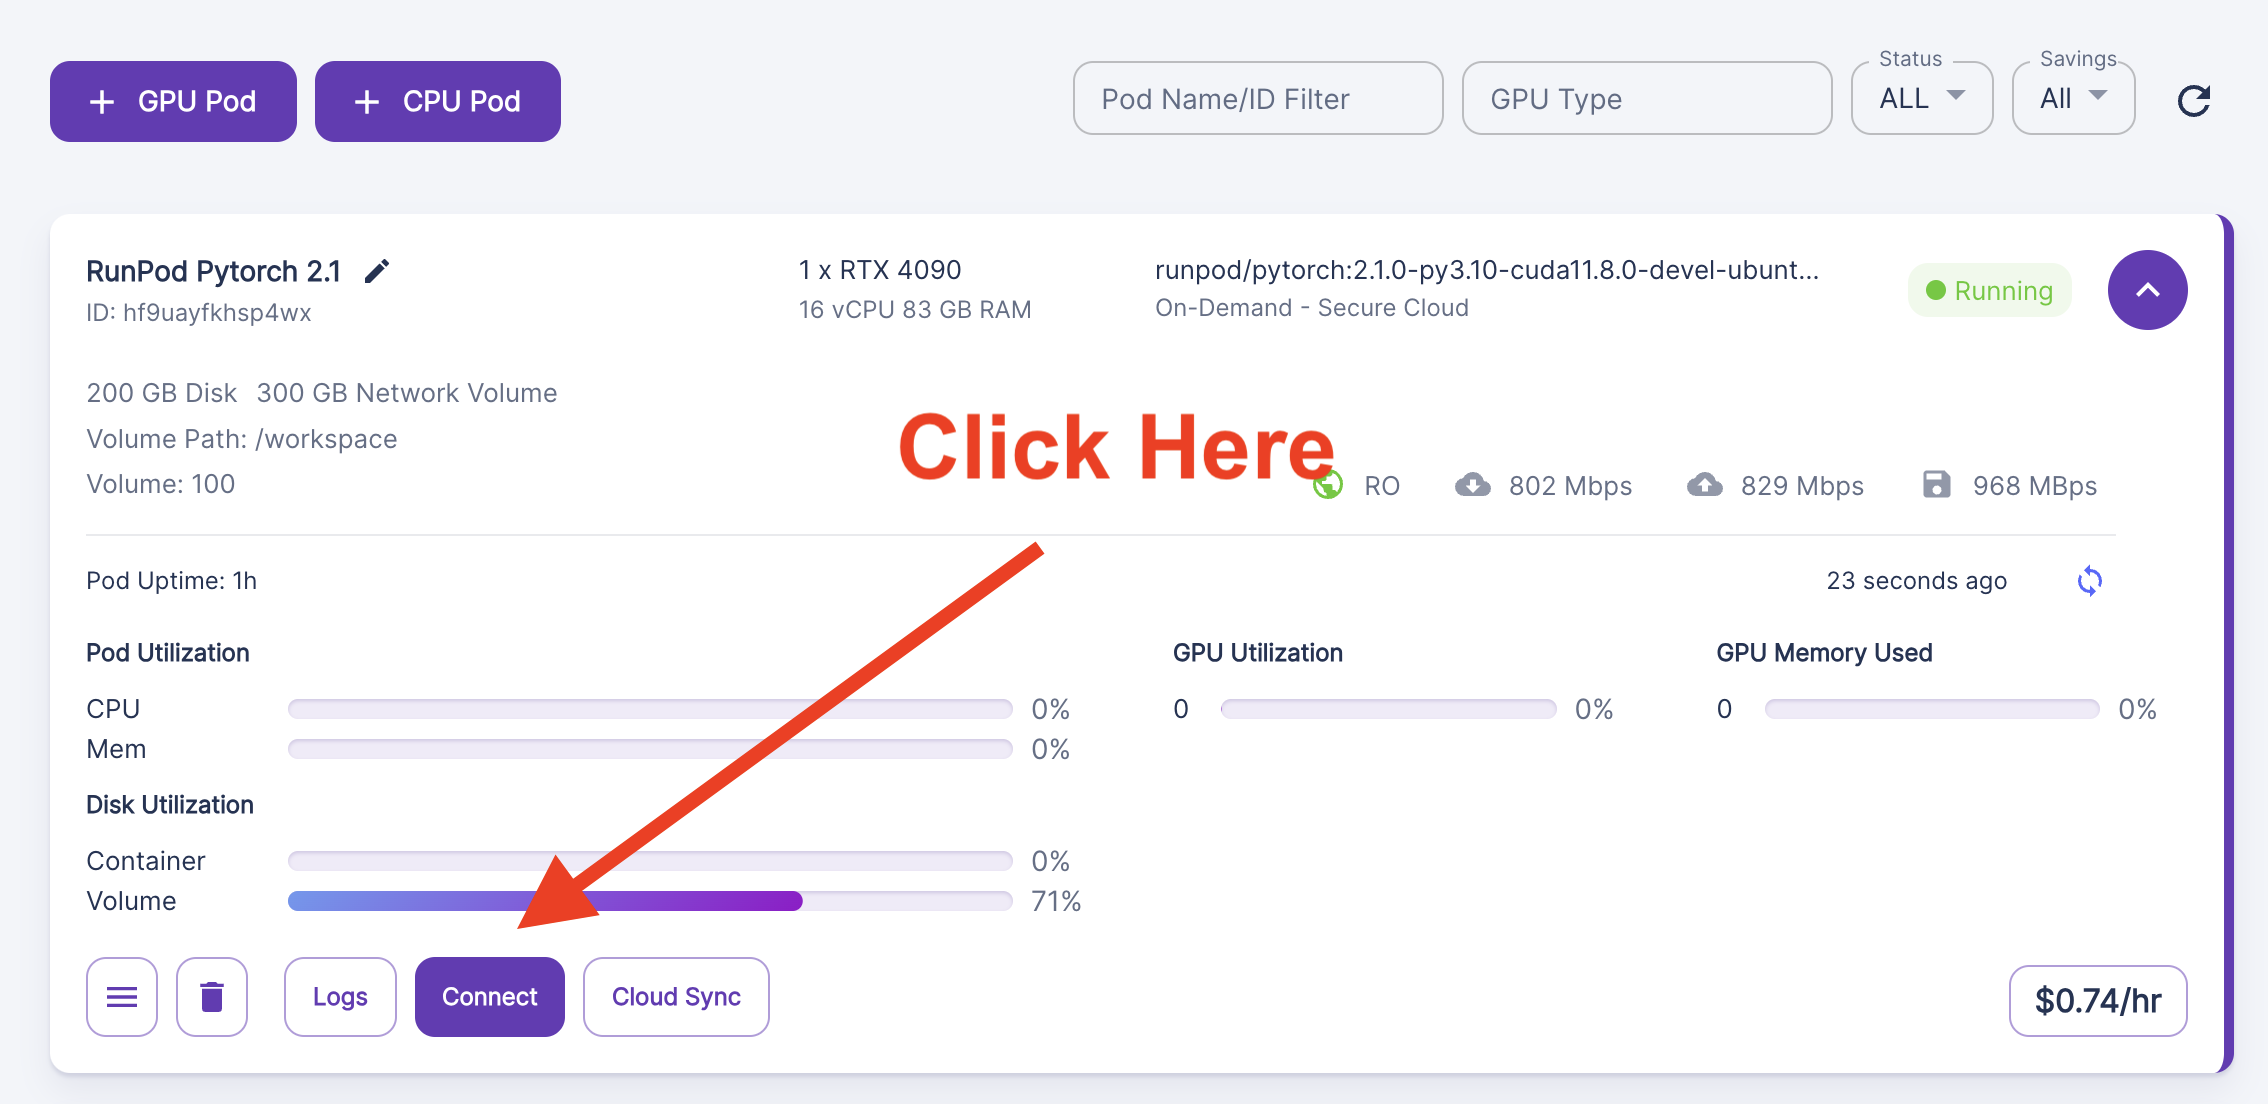 + GPU Pod
+ CPU Pod
Pod Name/ID Filter
GPU Type
Status
ALL
Savings
All
RunPod Pytorch 2.1
ID: hf9uayfkhsp4wx
1 x RTX 4090
16 vCPU 83 GB RAM
runpod/pytorch:2.1.0-py3.10-cuda11.8.0-devel-ubunt...
On-Demand - Secure Cloud
Running
200 GB Disk 300 GB Network Volume
Volume Path: /workspace
Volume: 100
Click Here
RO
802 Mbps
829 Mbps
968 MBps
Pod Uptime: 1h
23 seconds ago
Pod Utilization
CPU 0%
Mem 0%
GPU Utilization
0 0%
GPU Memory Used
0 0%
Disk Utilization
Container 0%
Volume 71%
Logs
Connect
Cloud Sync
$0.74/hr